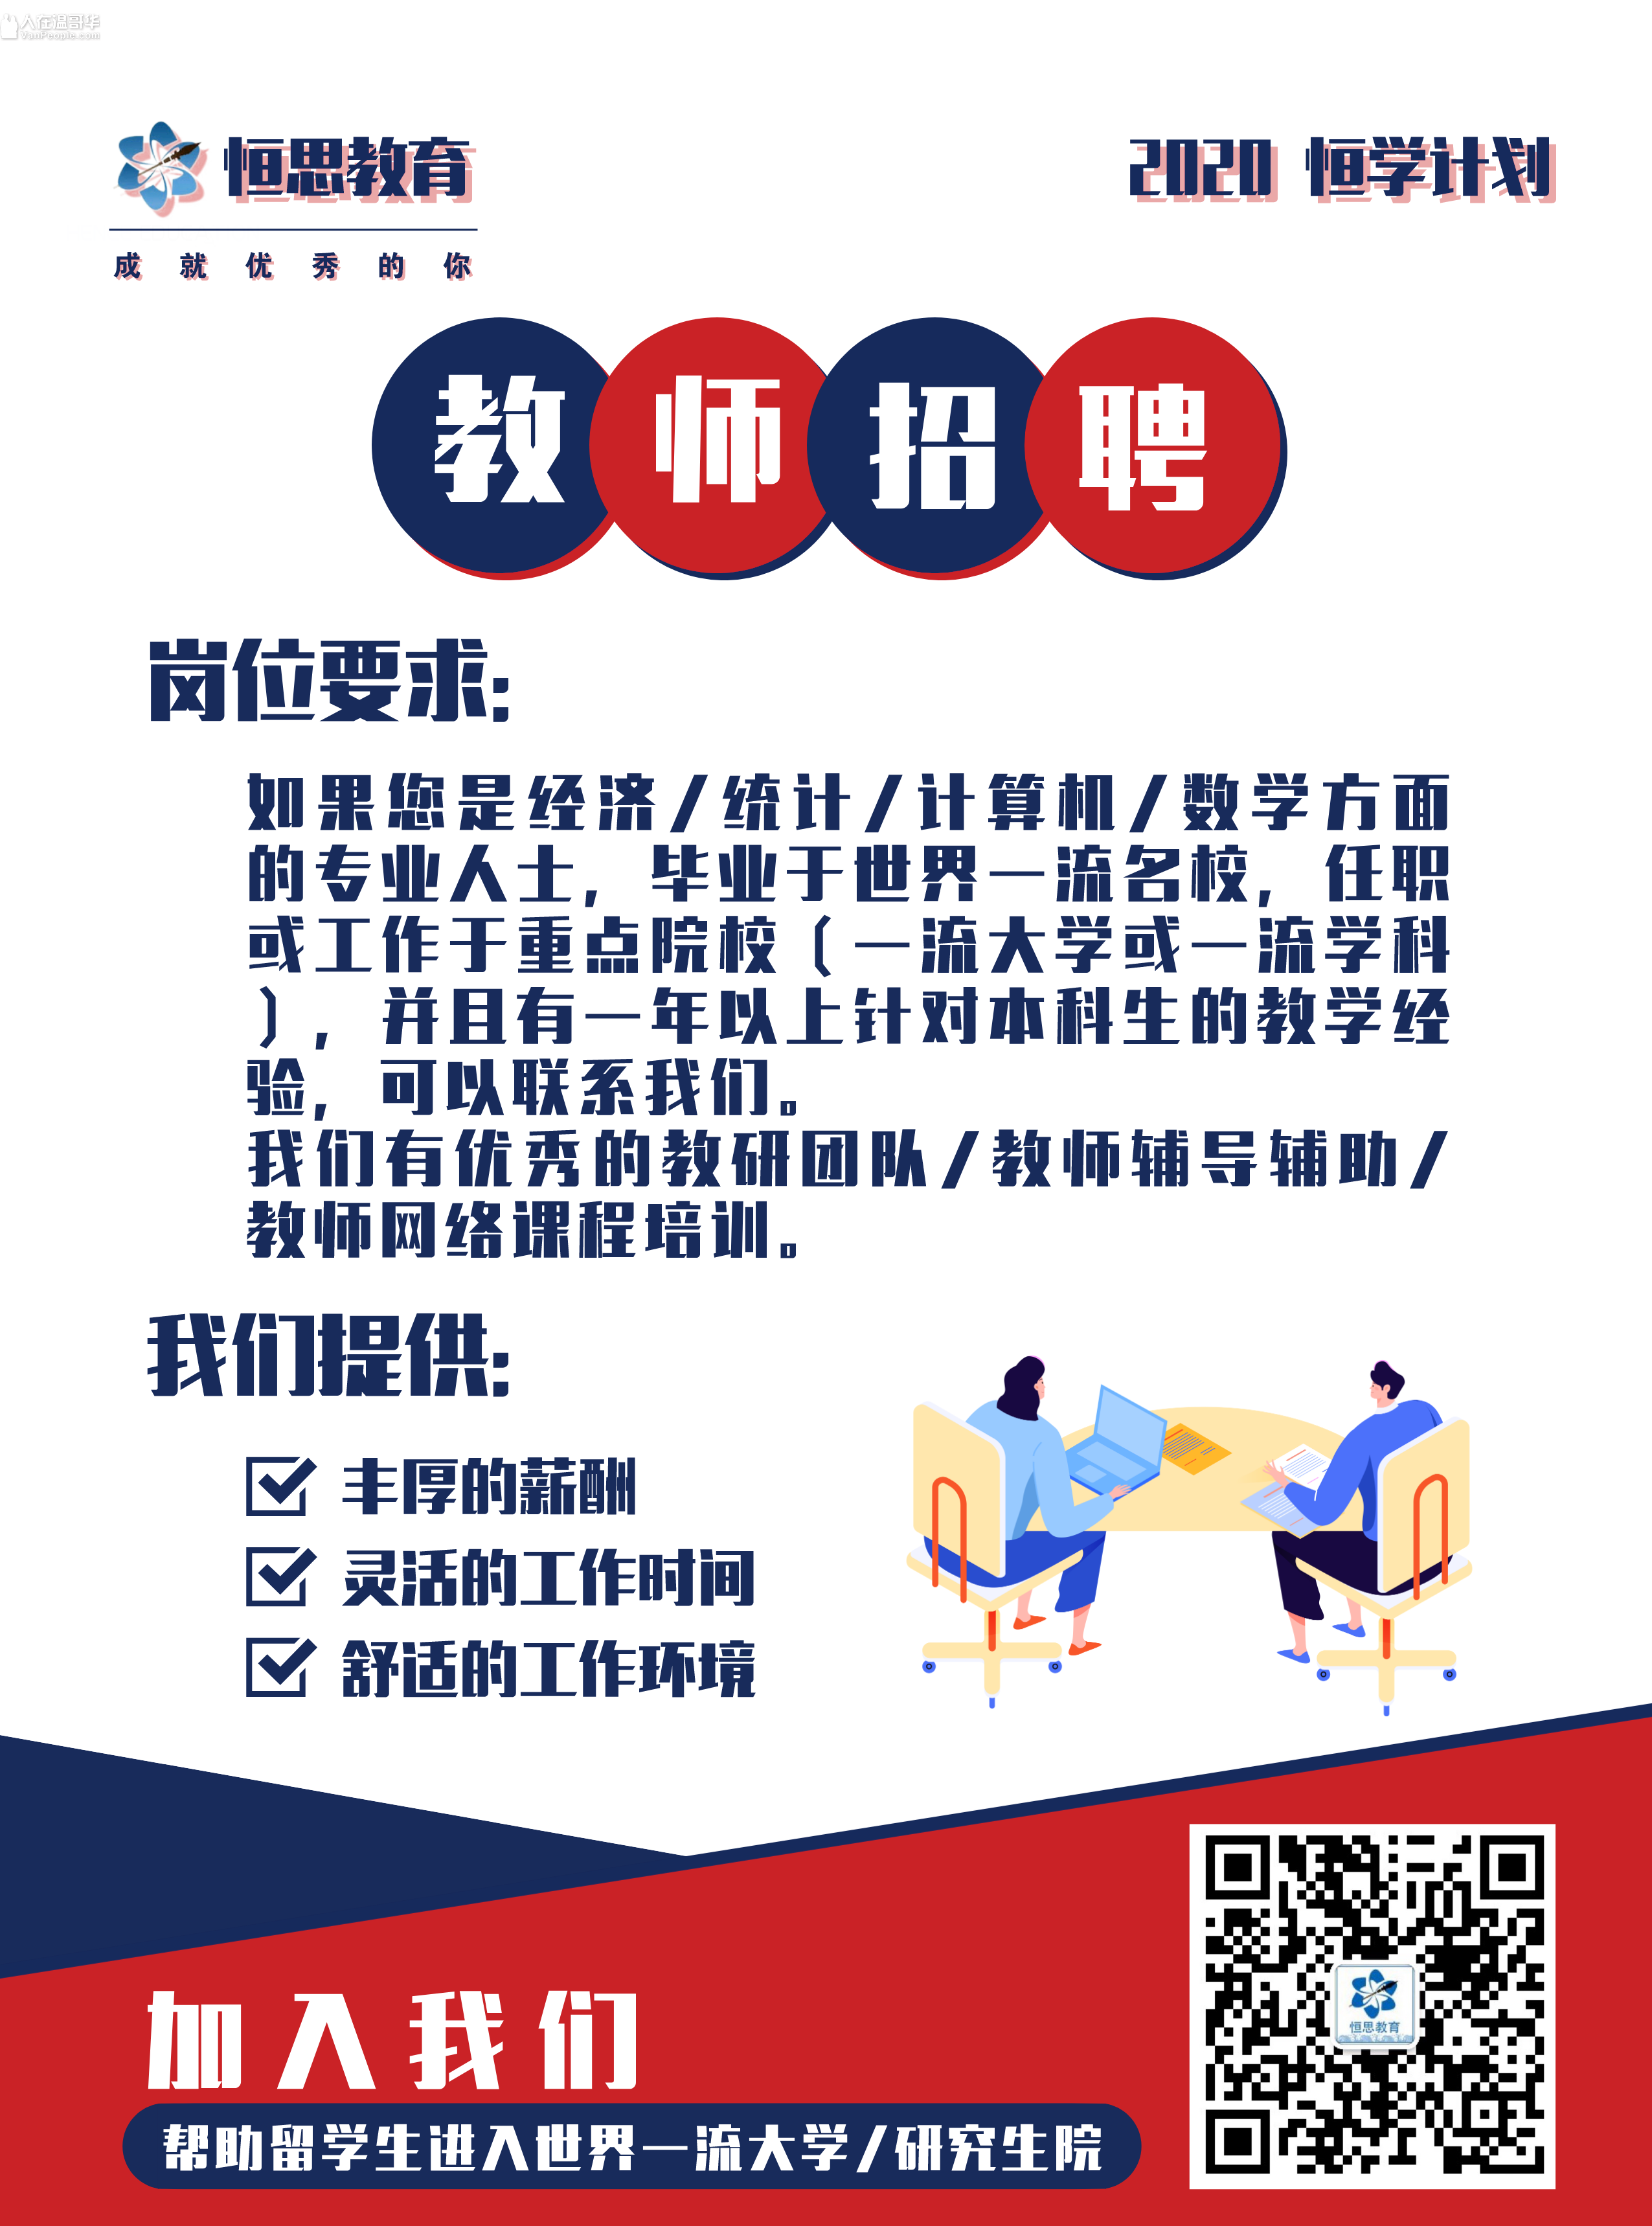 人在温哥华
VanPeople.com
恒思教育
2020 恒学计划
成就优秀的你
教师招聘
岗位要求:
如果您是经济/统计/计算机/数学方面
的专业人士，毕业于世界一流名校，任职
或工作于重点院校（一流大学或一流学科
），并且有一年以上针对本科生的教学经
验，可以联系我们。
我们有优秀的教研团队/教师辅导辅助/
教师网络课程培训。
我们提供:
丰厚的薪酬
灵活的工作时间
舒适的工作环境
加入我们
帮助留学生进入世界一流大学/研究生院
恒思教育